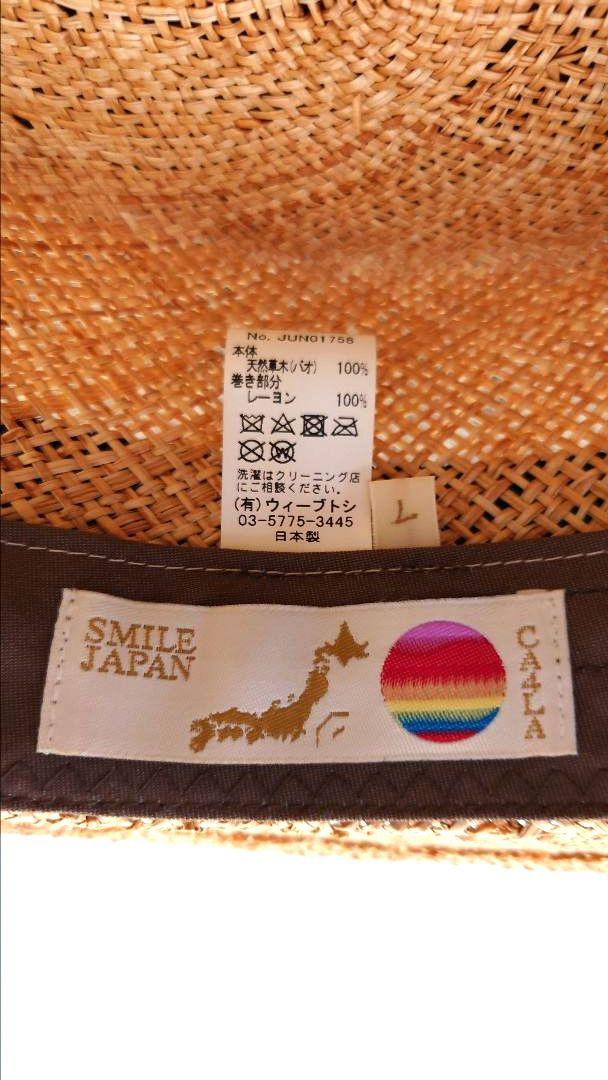 No. JUN01758
本体
天然草木(バオ) 100%
巻き部分
レーヨン 100%
洗濯はクリーニング店
にご相談ください。
(有)ウィーブトシ
03-5775-3445
日本製
L
SMILE
JAPAN
CA4LA